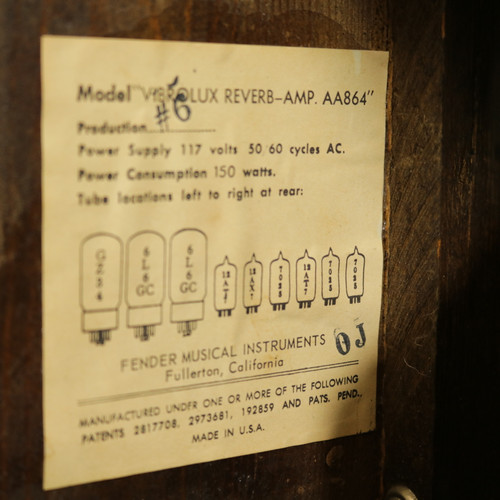 Model "VIBROLUX REVERB-AMP. AA864"
Production #6
Power Supply 117 volts 50 60 cycles AC.
Power Consumption 150 watts.
Tube locations left to right at rear:
GZ34 6L6GC 6L6GC 12AT7 12AX7 7025 12AT7 7025 7025
FENDER MUSICAL INSTRUMENTS
Fullerton, California
OJ
MANUFACTURED UNDER ONE OR MORE OF THE FOLLOWING
PATENTS 2817708, 2973681, 192859 AND PATS. PEND.,
MADE IN U.S.A.